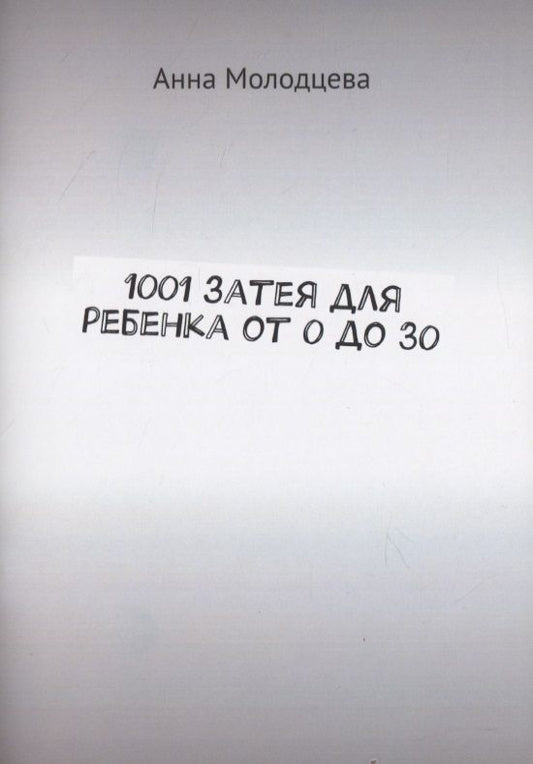 Анна Молодцева
1001 ЗАТЕЯ ДЛЯ
РЕБЕНКА ОТ 0 ДО 30